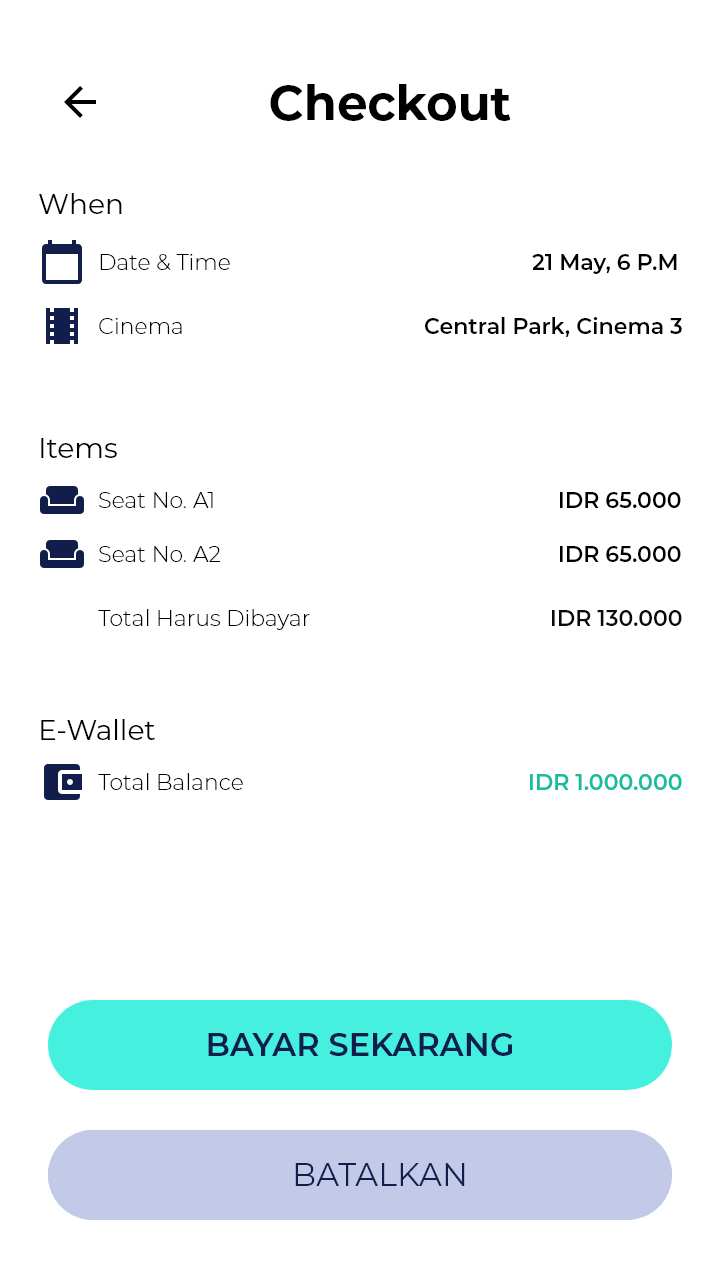 Checkout
When
Date & Time 21 May, 6 P.M
Cinema Central Park, Cinema 3
Items
Seat No. A1 IDR 65.000
Seat No. A2 IDR 65.000
Total Harus Dibayar IDR 130.000
E-Wallet
Total Balance IDR 1.000.000
BAYAR SEKARANG
BATALKAN